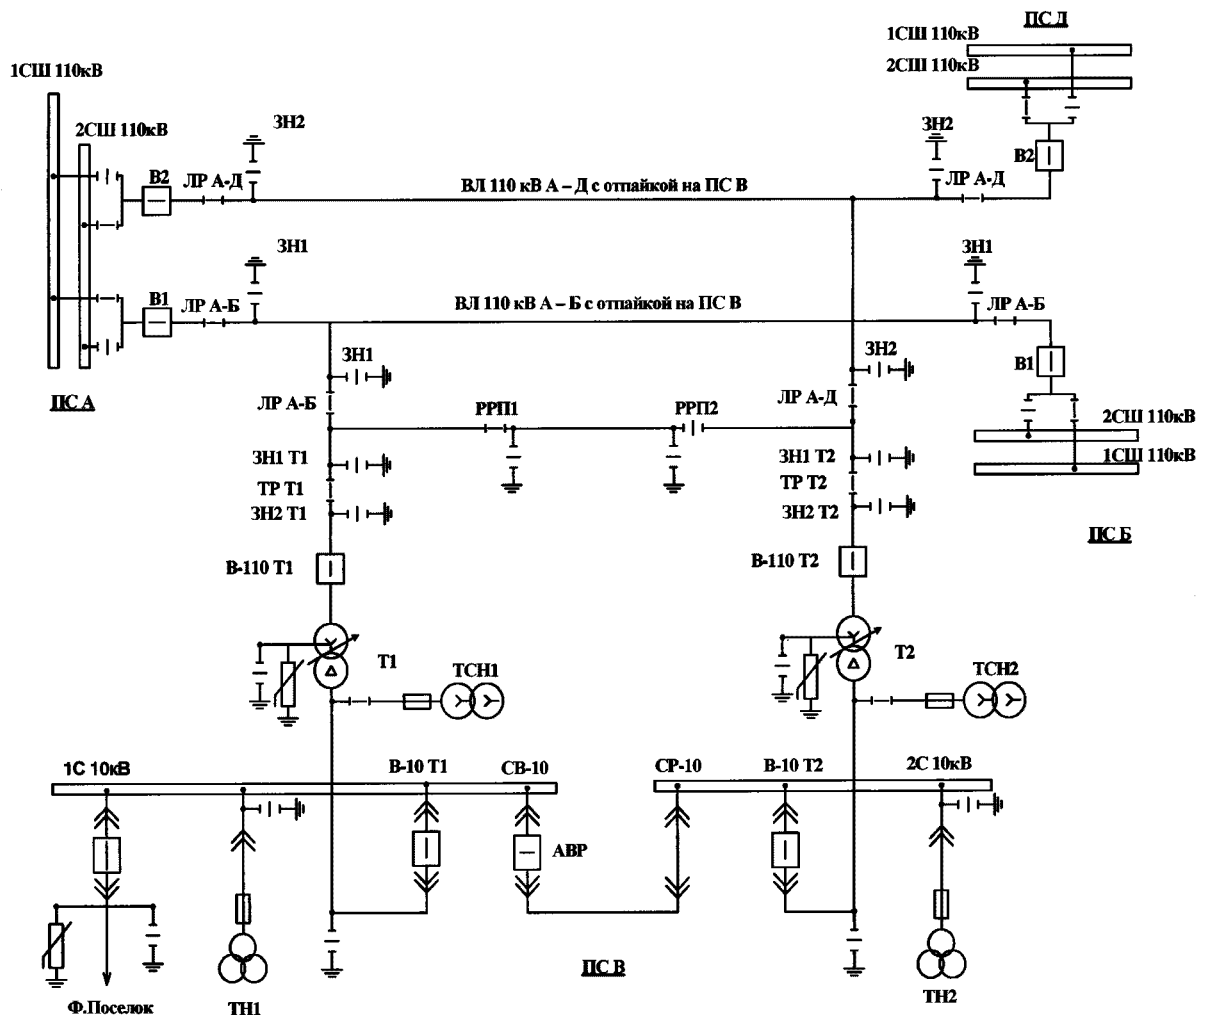 ПС Д
1СШ 110кВ
2СШ 110кВ
1СШ 110кВ
2СШ 110кВ
ЗН2
ЗН2
В2
В2
ЛР А-Д
ВЛ 110 кВ А – Д с отпайкой на ПС В
ЛР А-Д
ЗН1
ЗН1
В1
ЛР А-Б
ВЛ 110 кВ А – Б с отпайкой на ПС В
ЛР А-Б
ЗН1
ЗН2
В1
ПС А
ЛР А-Б
РРП1
РРП2
ЛР А-Д
2СШ 110кВ
1СШ 110кВ
ЗН1 Т1
ЗН1 Т2
ТР Т1
ТР Т2
ЗН2 Т1
ЗН2 Т2
ПС Б
В-110 Т1
В-110 Т2
Т1
Т2
ТСН1
ТСН2
1С 10кВ
В-10 Т1
СВ-10
СР-10
В-10 Т2
2С 10кВ
АВР
ПС В
Ф.Поселок
ТН1
ТН2